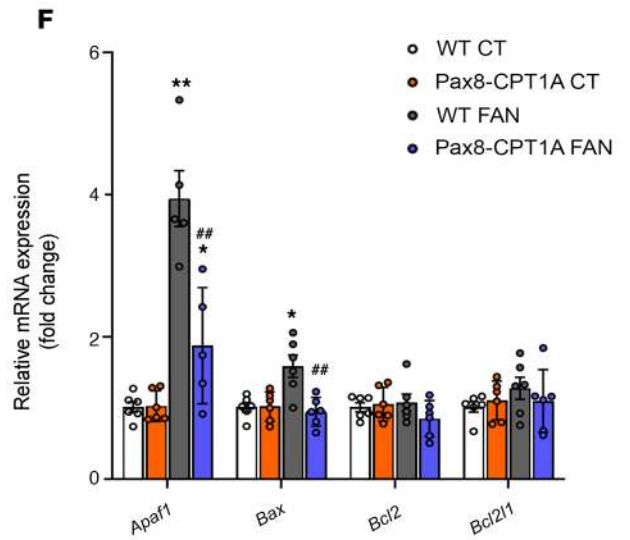 F
6
4
2
0
Relative mRNA expression
(fold change)
WT CT
Pax8-CPT1A CT
WT FAN
Pax8-CPT1A FAN
**
##
*
*
##
Apaf1
Bax
Bcl2
Bcl2l1